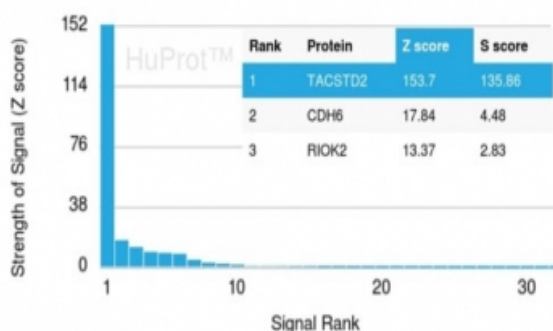 152
114
76
38
0
Strength of Signal (Z score)
HuProt™
Rank Protein Z score S score
1 TACSTD2 153.7 135.86
2 CDH6 17.84 4.48
3 RIOK2 13.37 2.83
1 10 20 30
Signal Rank